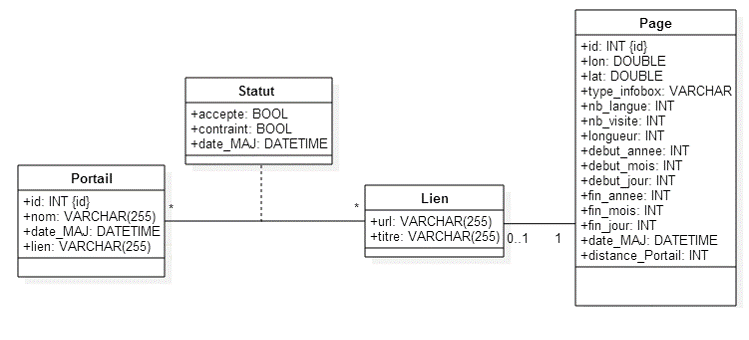 Portail
+id: INT {id}
+nom: VARCHAR(255)
+date_MAJ: DATETIME
+lien: VARCHAR(255)
*
Statut
+accepte: BOOL
+contraint: BOOL
+date_MAJ: DATETIME
*
Lien
+url: VARCHAR(255)
+titre: VARCHAR(255)
0..1
1
Page
+id: INT {id}
+lon: DOUBLE
+lat: DOUBLE
+type_infobox: VARCHAR
+nb_langue: INT
+nb_visite: INT
+longueur: INT
+debut_annee: INT
+debut_mois: INT
+debut_jour: INT
+fin_annee: INT
+fin_mois: INT
+fin_jour: INT
+date_MAJ: DATETIME
+distance_Portail: INT